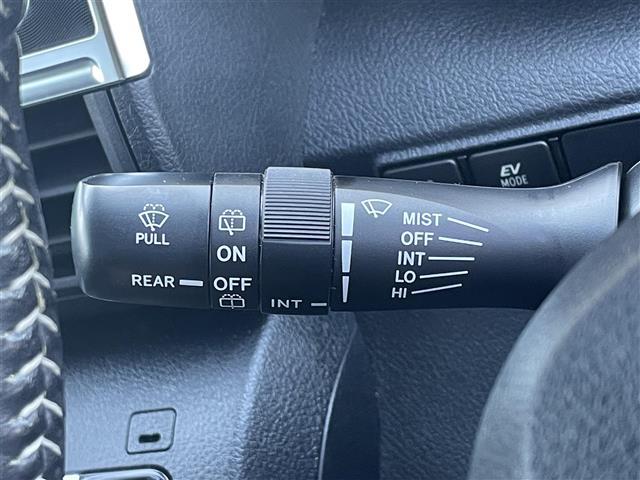 EV
MODE
PULL
REAR
ON
OFF
INT
MIST
OFF
INT
LO
HI